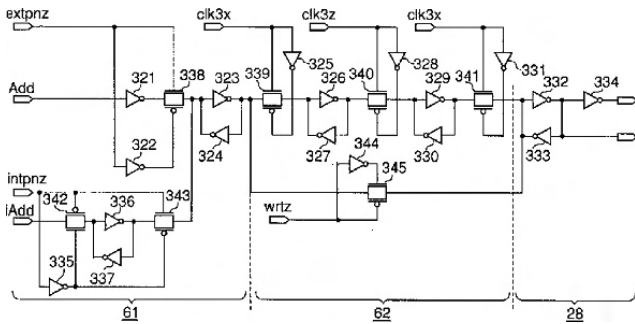 extpnz clk3x clk3z clk3x
325 328 331
Add 321 338 323 339 326 340 329 341 332 334
322 324 327 330 333
344
345
intpnz
iAdd 342 336 343 wrtz
335 337
61 62 28